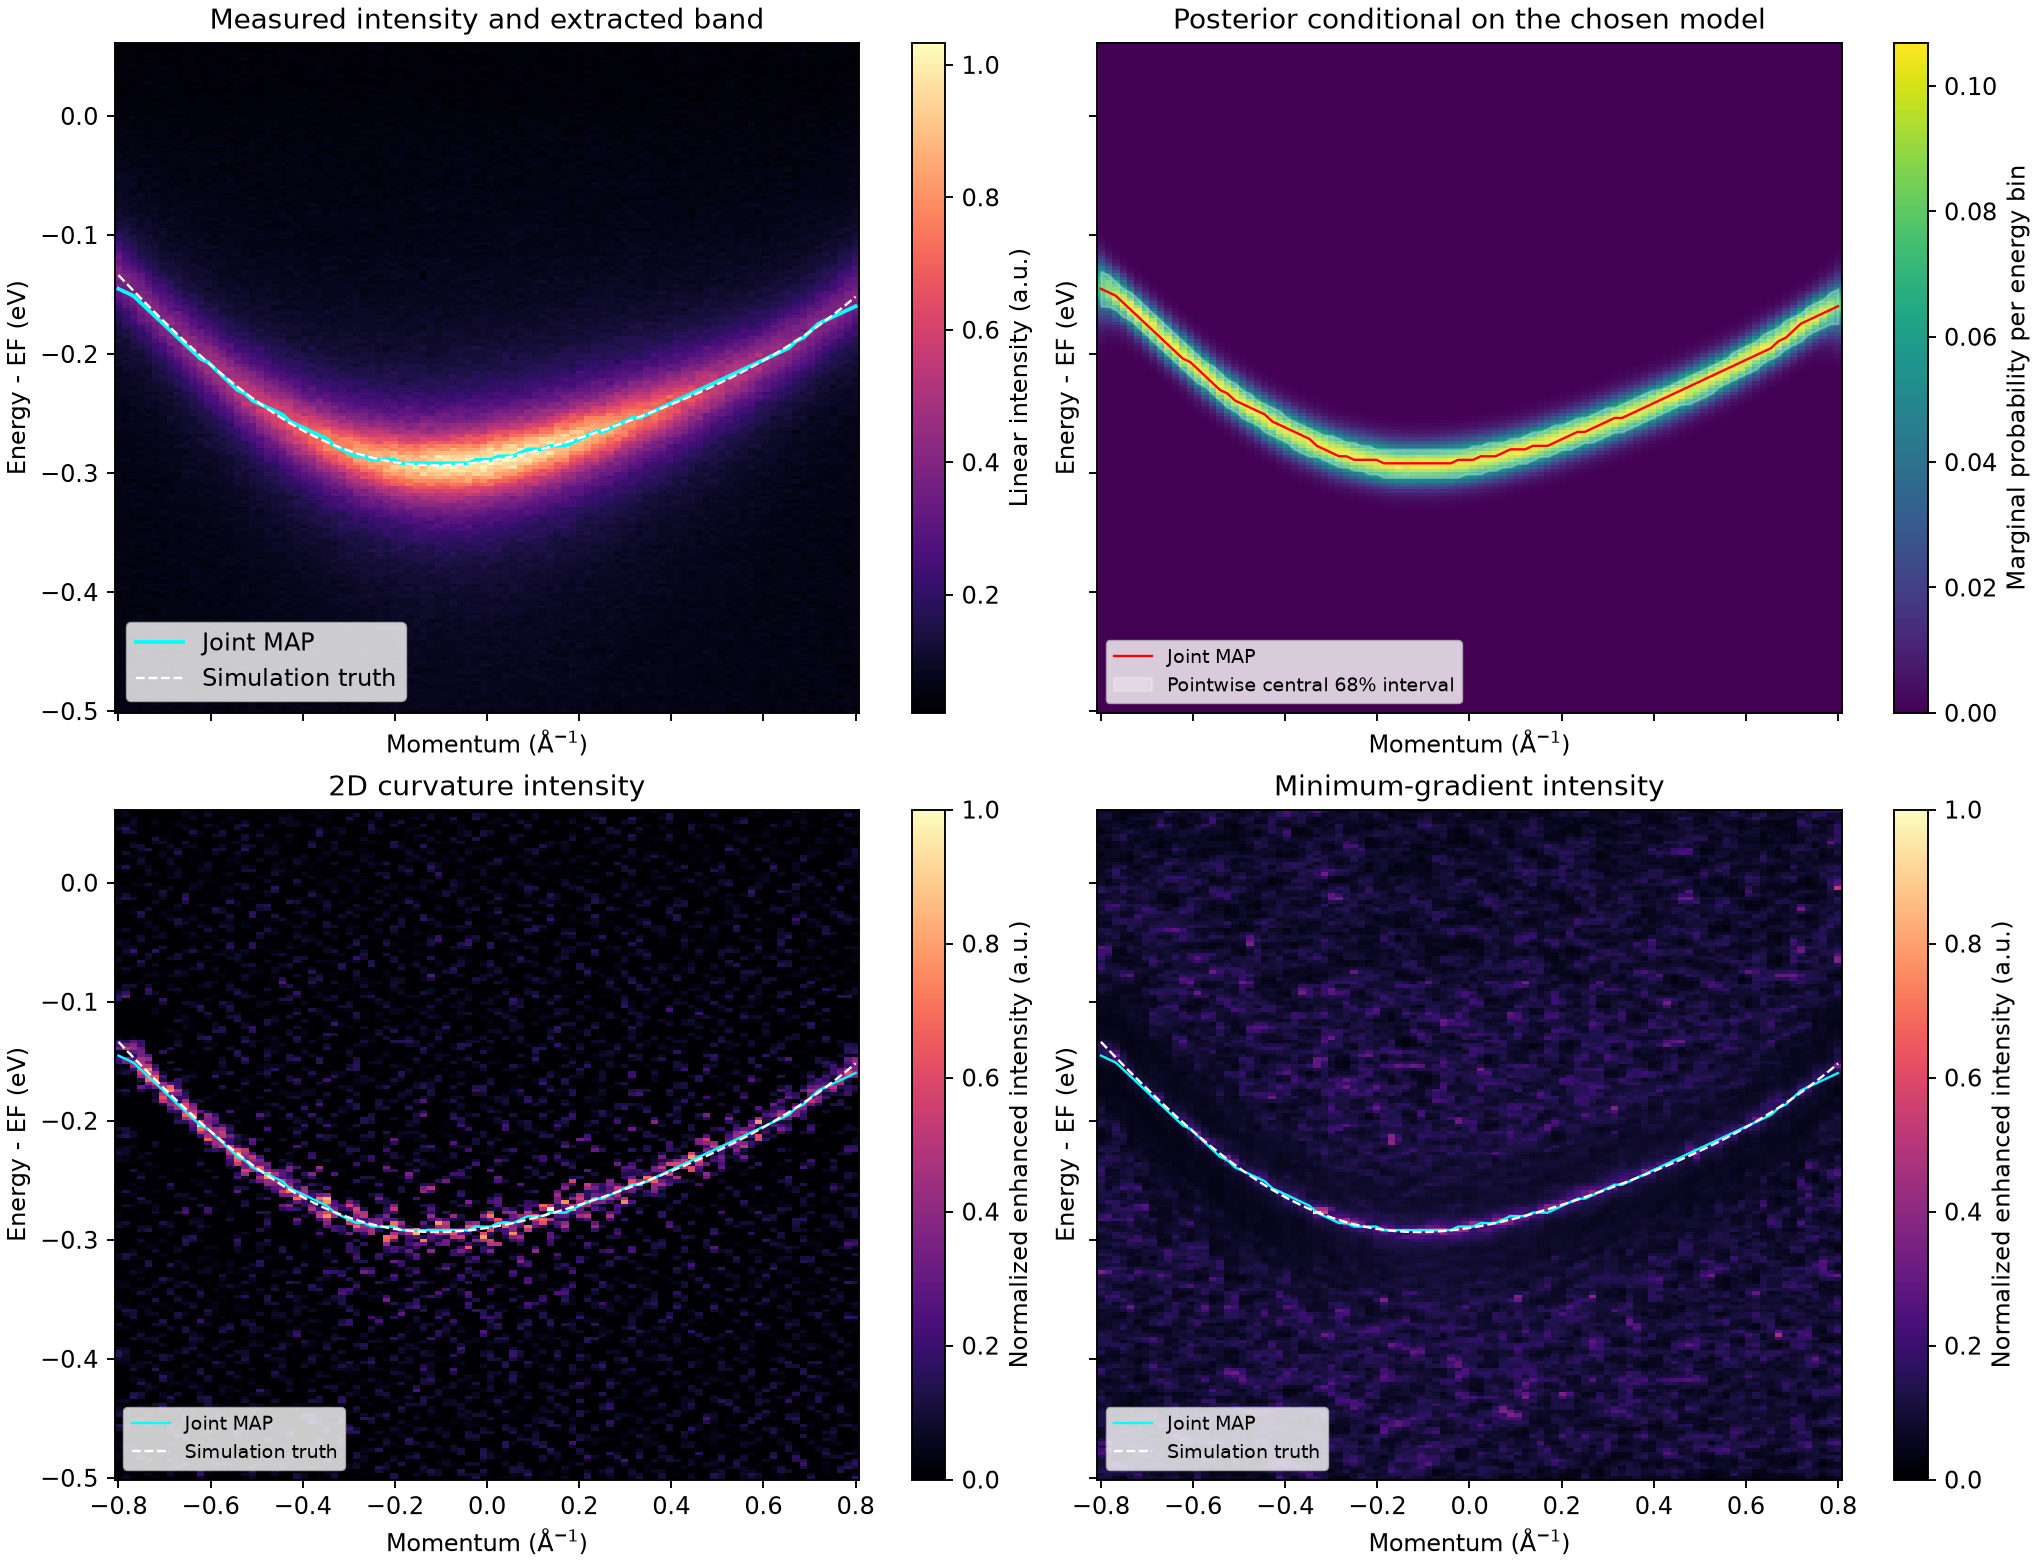 Measured intensity and extracted band
0.0
−0.1
−0.2
−0.3
−0.4
−0.5
Energy - EF (eV)
Momentum (Å⁻¹)
Joint MAP
Simulation truth
1.0
0.8
0.6
0.4
0.2
Linear intensity (a.u.)
Posterior conditional on the chosen model
Energy - EF (eV)
Momentum (Å⁻¹)
Joint MAP
Pointwise central 68% interval
0.10
0.08
0.06
0.04
0.02
0.00
Marginal probability per energy bin
2D curvature intensity
0.0
−0.1
−0.2
−0.3
−0.4
−0.5
Energy - EF (eV)
Joint MAP
Simulation truth
−0.8 −0.6 −0.4 −0.2 0.0 0.2 0.4 0.6 0.8
Momentum (Å⁻¹)
1.0
0.8
0.6
0.4
0.2
0.0
Normalized enhanced intensity (a.u.)
Minimum-gradient intensity
Energy - EF (eV)
Joint MAP
Simulation truth
−0.8 −0.6 −0.4 −0.2 0.0 0.2 0.4 0.6 0.8
Momentum (Å⁻¹)
1.0
0.8
0.6
0.4
0.2
0.0
Normalized enhanced intensity (a.u.)